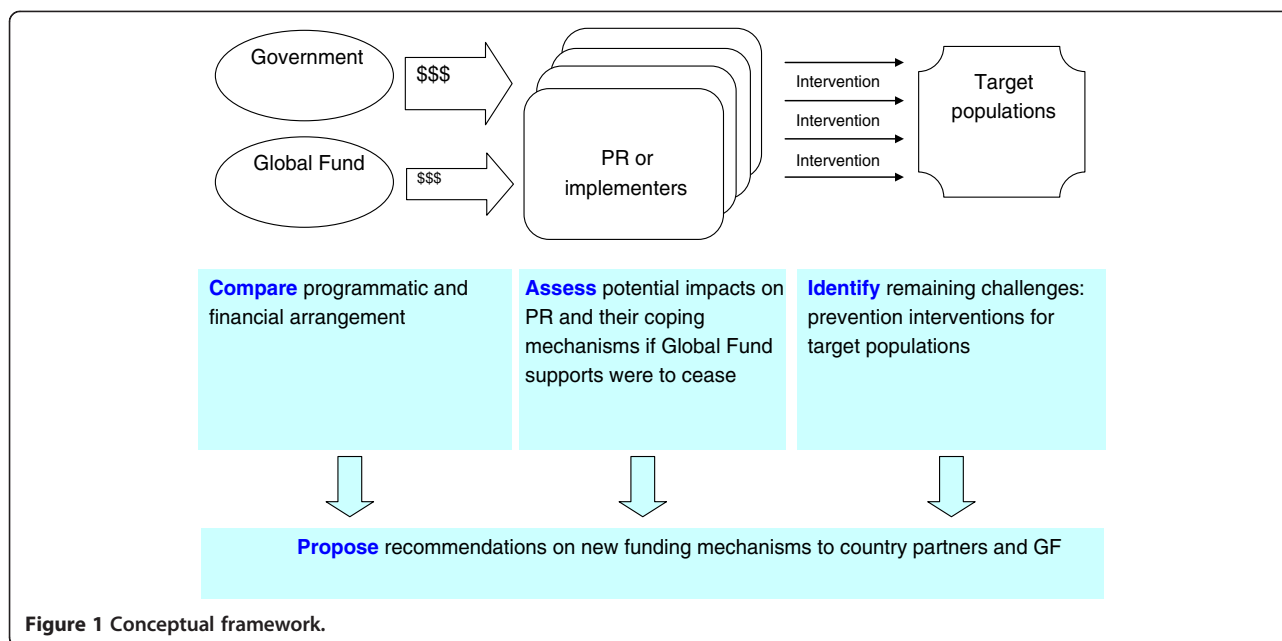 Government
$$$
Global Fund
$$$
PR or
implementers
Intervention
Intervention
Intervention
Target
populations
Compare programmatic and
financial arrangement
Assess potential impacts on
PR and their coping
mechanisms if Global Fund
supports were to cease
Identify remaining challenges:
prevention interventions for
target populations
Propose recommendations on new funding mechanisms to country partners and GF
Figure 1 Conceptual framework.